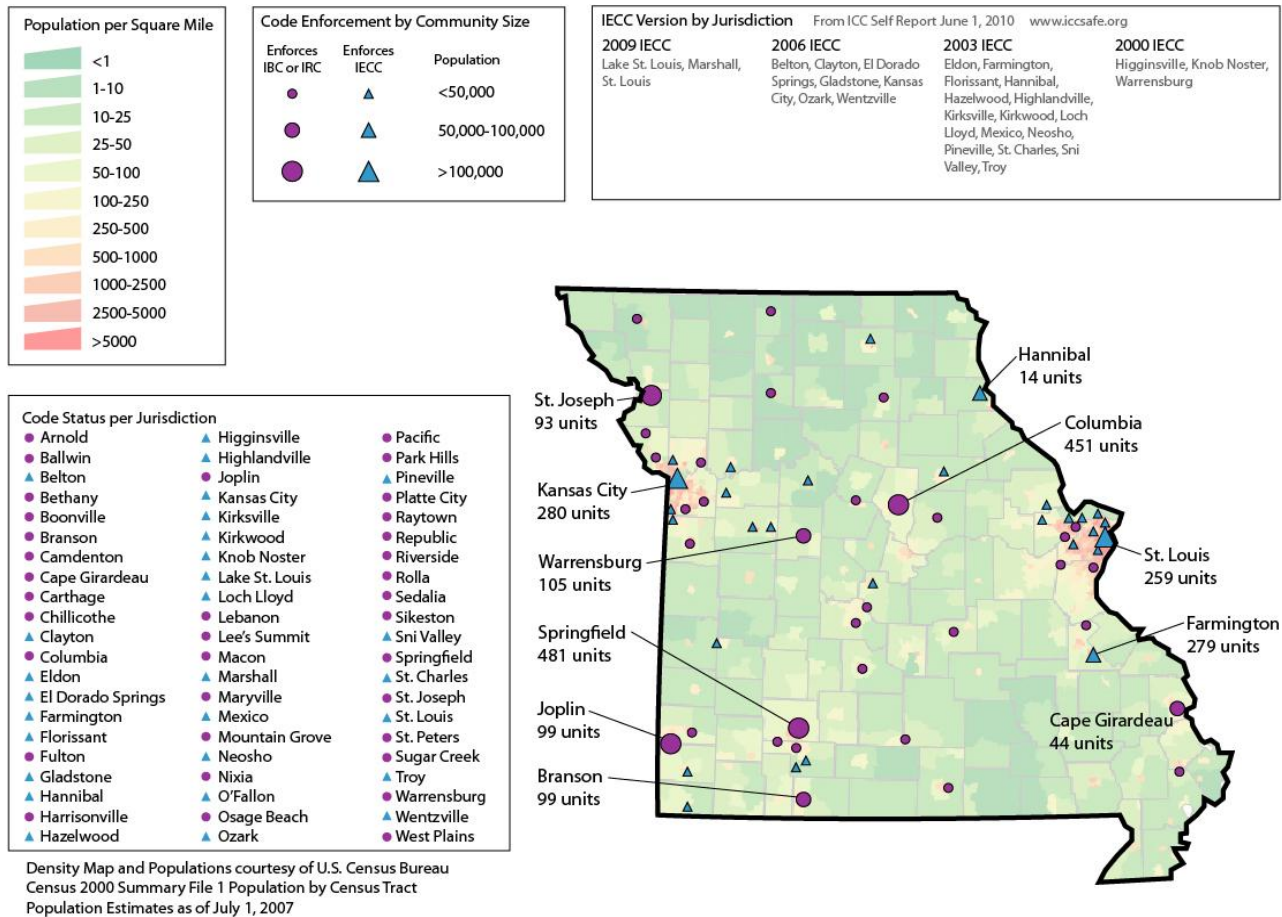 Population per Square Mile
<1
1-10
10-25
25-50
50-100
100-250
250-500
500-1000
1000-2500
2500-5000
>5000
Code Enforcement by Community Size
Enforces
IBC or IRC
Enforces
IECC
Population
<50,000
50,000-100,000
>100,000
IECC Version by Jurisdiction From ICC Self Report June 1, 2010 www.iccsafe.org
2009 IECC
Lake St. Louis, Marshall,
St. Louis
2006 IECC
Belton, Clayton, El Dorado
Springs, Gladstone, Kansas
City, Ozark, Wentzville
2003 IECC
Eldon, Farmington,
Florissant, Hannibal,
Hazelwood, Highlandville,
Kirksville, Kirkwood, Loch
Lloyd, Mexico, Neosho,
Pineville, St. Charles, Sni
Valley, Troy
2000 IECC
Higginsville, Knob Noster,
Warrensburg
Code Status per Jurisdiction
Arnold
Ballwin
Belton
Bethany
Boonville
Branson
Camdenton
Cape Girardeau
Carthage
Chillicothe
Clayton
Columbia
Eldon
El Dorado Springs
Farmington
Florissant
Fulton
Gladstone
Hannibal
Harrisonville
Hazelwood
Higginsville
Highlandville
Joplin
Kansas City
Kirksville
Kirkwood
Knob Noster
Lake St. Louis
Loch Lloyd
Lebanon
Lee's Summit
Macon
Marshall
Maryville
Mexico
Mountain Grove
Neosho
Nixia
O'Fallon
Osage Beach
Ozark
Pacific
Park Hills
Pineville
Platte City
Raytown
Republic
Riverside
Rolla
Sedalia
Sikeston
Sni Valley
Springfield
St. Charles
St. Joseph
St. Louis
St. Peters
Sugar Creek
Troy
Warrensburg
Wentzville
West Plains
St. Joseph
93 units
Kansas City
280 units
Warrensburg
105 units
Springfield
481 units
Joplin
99 units
Branson
99 units
Hannibal
14 units
Columbia
451 units
St. Louis
259 units
Farmington
279 units
Cape Girardeau
44 units
Density Map and Populations courtesy of U.S. Census Bureau
Census 2000 Summary File 1 Population by Census Tract
Population Estimates as of July 1, 2007